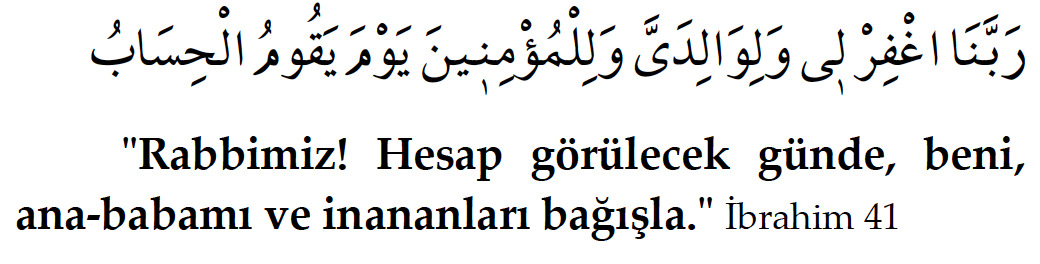 رَبَّنَا اغْفِرْ لٖى وَلِوَالِدَىَّ وَلِلْمُؤْمِنٖينَ يَوْمَ يَقُومُ الْحِسَابُ
"Rabbimiz! Hesap görülecek günde, beni,
ana-babamı ve inananları bağışla." İbrahim 41